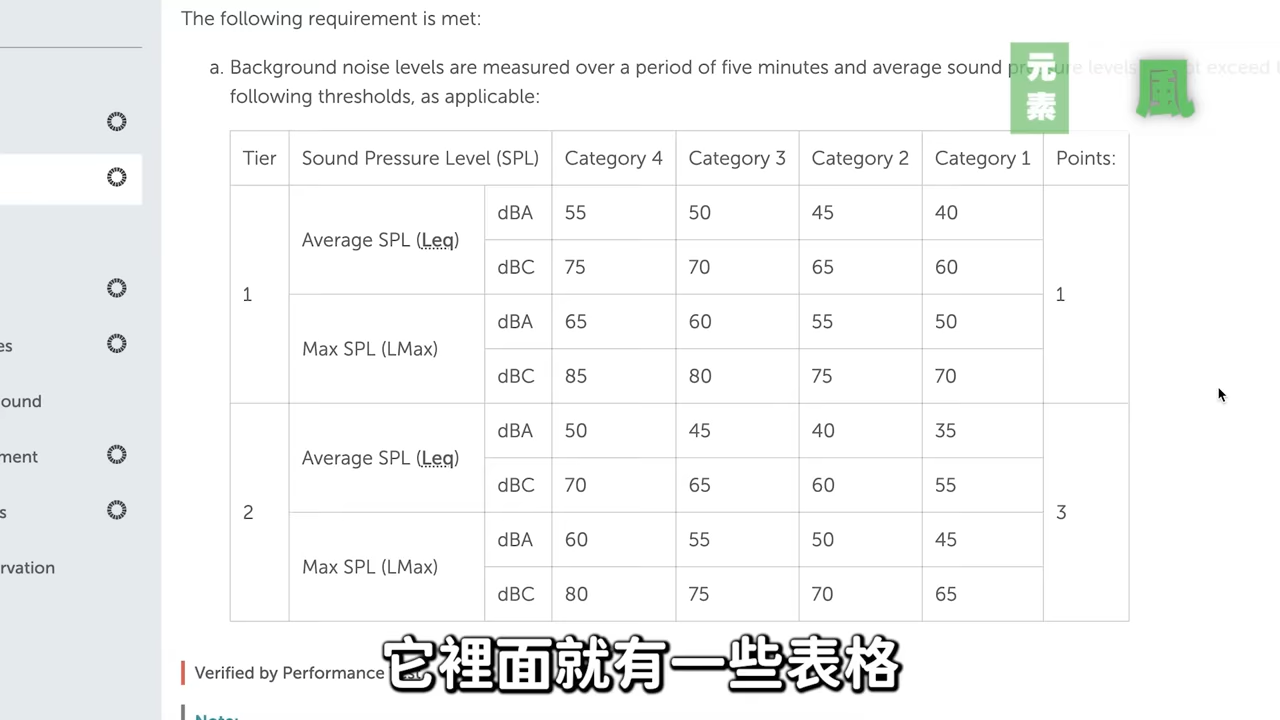 The following requirement is met:
a. Background noise levels are measured over a period of five minutes and average sound levels exceed
following thresholds, as applicable:
元素
風
Tier Sound Pressure Level (SPL) Category 4 Category 3 Category 2 Category 1 Points:
1 Average SPL (Leq) dBA 55 50 45 40 1
dBC 75 70 65 60
Max SPL (LMax) dBA 65 60 55 50
dBC 85 80 75 70
2 Average SPL (Leq) dBA 50 45 40 35 3
dBC 70 65 60 55
Max SPL (LMax) dBA 60 55 50 45
dBC 80 75 70 65
es
ound
ment
s
rvation
Verified by Performance
它裡面就有一些表格
Note: